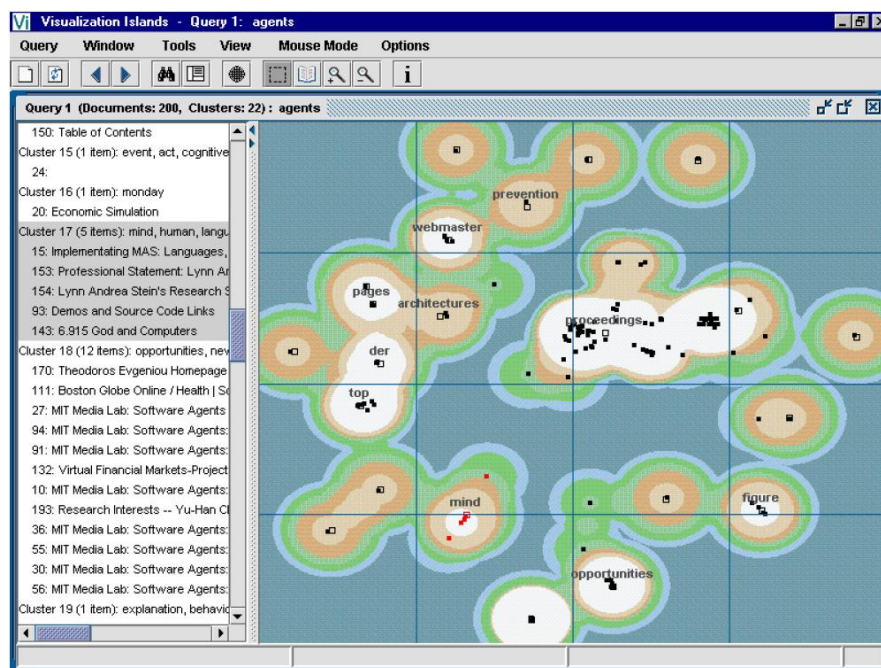 Vi Visualization Islands - Query 1: agents
Query Window Tools View Mouse Mode Options
i
Query 1 (Documents: 200, Clusters: 22) : agents
150: Table of Contents
Cluster 15 (1 item): event, act, cognitive
24:
Cluster 16 (1 item): monday
20: Economic Simulation
Cluster 17 (5 items): mind, human, langu
15: Implementating MAS: Languages,
153: Professional Statement: Lynn Ar
154: Lynn Andrea Stein's Research S
93: Demos and Source Code Links
143: 6.915 God and Computers
Cluster 18 (12 items): opportunities, nev
170: Theodoros Evgeniou Homepage
111: Boston Globe Online / Health | Sc
27: MIT Media Lab: Software Agents
94: MIT Media Lab: Software Agents:
91: MIT Media Lab: Software Agents:
132: Virtual Financial Markets-Project
10: MIT Media Lab: Software Agents:
193: Research Interests -- Yu-Han C
36: MIT Media Lab: Software Agents:
55: MIT Media Lab: Software Agents:
30: MIT Media Lab: Software Agents:
56: MIT Media Lab: Software Agents:
Cluster 19 (1 item): explanation, behavio
prevention
webmaster
pages
architectures
proceedings
der
top
mind
figure
opportunities